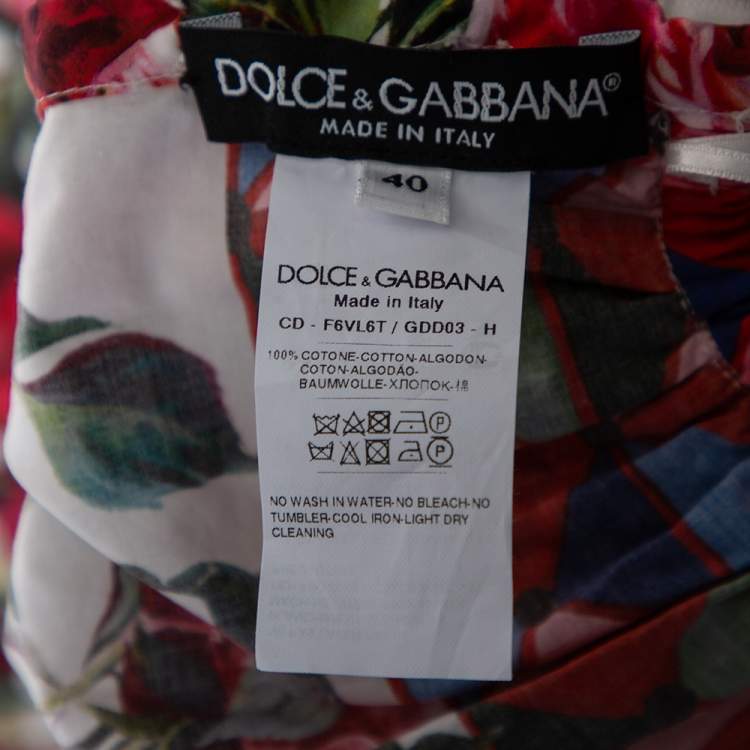 DOLCE & GABBANA®
MADE IN ITALY
40
DOLCE & GABBANA
Made in Italy
CD - F6VL6T / GDD03 - H
100% COTONE-COTTON-ALGODON-
COTON-ALGODÃO-
BAUMWOLLE-ХЛОПОК-棉
P
P
NO WASH IN WATER-NO BLEACH-NO
TUMBLER-COOL IRON-LIGHT DRY
CLEANING